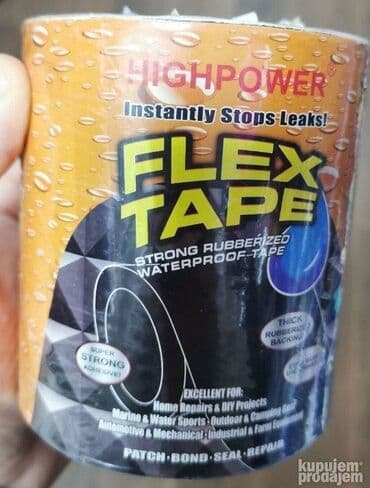 HIGHPOWER
Instantly Stops Leaks!
FLEX
TAPE
STRONG RUBBERIZED
WATERPROOF TAPE
THICK
RUBBERIZED
BACKING
SUPER
STRONG
ADHESIVE!
EXCELLENT FOR:
Home Repairs & DIY Projects
Marine & Water Sports · Outdoor & Camping Gear
Automotive & Mechanical · Industrial & Farm Equipment
PATCH · BOND · SEAL · REPAIR
kupujem
prodajem